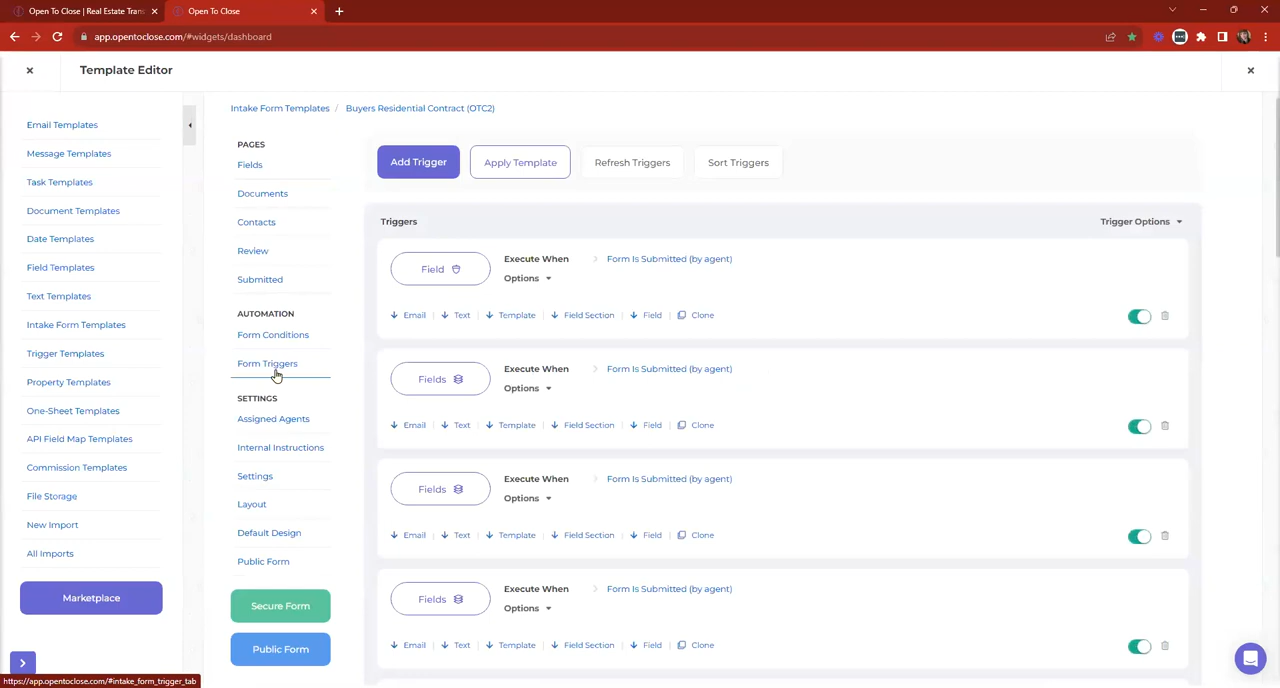 Open To Close | Real Estate Trans
Open To Close
app.opentoclose.com/#widgets/dashboard
Template Editor
Email Templates
Message Templates
Task Templates
Document Templates
Date Templates
Field Templates
Text Templates
Intake Form Templates
Trigger Templates
Property Templates
One-Sheet Templates
API Field Map Templates
Commission Templates
File Storage
New Import
All Imports
Marketplace
https://app.opentoclose.com/#intake_form_trigger_tab
Intake Form Templates / Buyers Residential Contract (OTC2)
PAGES
Fields
Documents
Contacts
Review
Submitted
AUTOMATION
Form Conditions
Form Triggers
SETTINGS
Assigned Agents
Internal Instructions
Settings
Layout
Default Design
Public Form
Secure Form
Public Form
Add Trigger Apply Template Refresh Triggers Sort Triggers
Triggers Trigger Options
Field Execute When Form Is Submitted (by agent)
Options
Email Text Template Field Section Field Clone
Fields Execute When Form Is Submitted (by agent)
Options
Email Text Template Field Section Field Clone
Fields Execute When Form Is Submitted (by agent)
Options
Email Text Template Field Section Field Clone
Fields Execute When Form Is Submitted (by agent)
Options
Email Text Template Field Section Field Clone